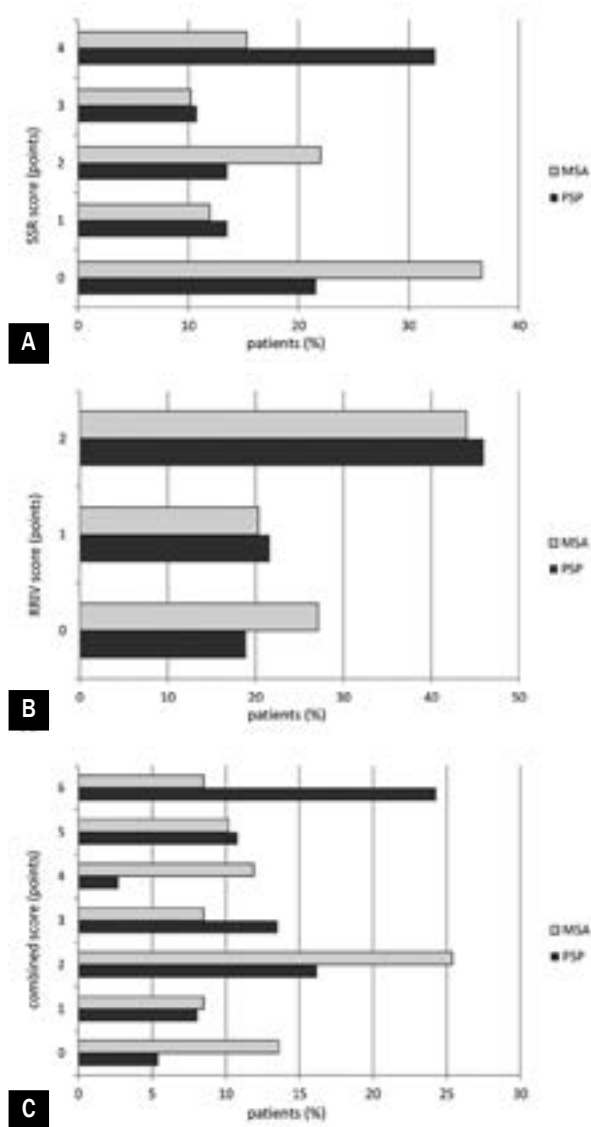 SSR score (points)
4
3
2
1
0
0 10 20 30 40
patients (%)
MSA
PSP
A
RRIV score (points)
2
1
0
0 10 20 30 40 50
patients (%)
MSA
PSP
B
combined score (points)
6
5
4
3
2
1
0
0 5 10 15 20 25 30
patients (%)
MSA
PSP
C